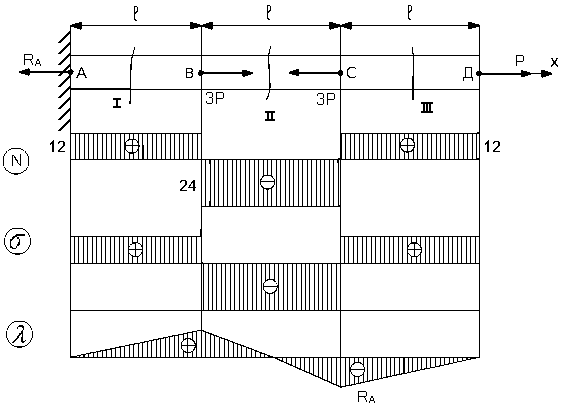 ℓ ℓ ℓ
R_A A B C Д P x
3P 3P
I II III
12 12
N
24
σ
λ
R_A